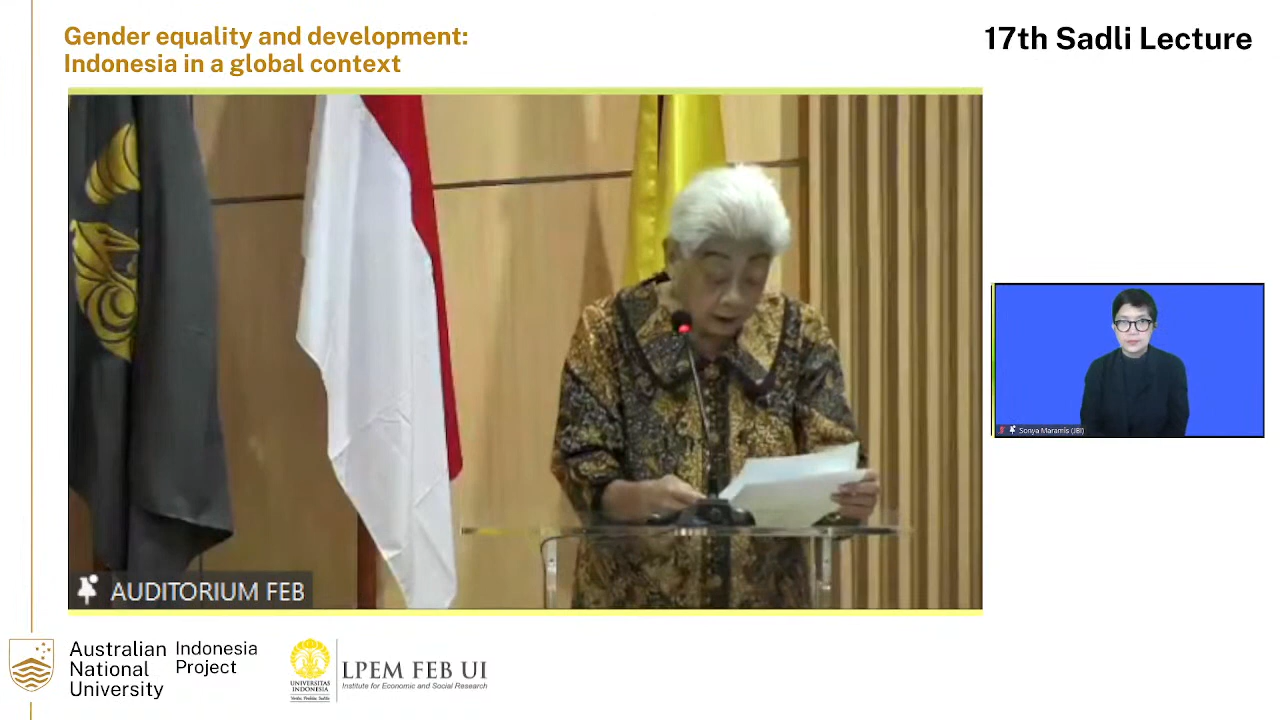 Gender equality and development:
Indonesia in a global context
17th Sadli Lecture
AUDITORIUM FEB
Sonya Maramis (JBI)
Australian
National
University
Indonesia
Project
UNIVERSITAS
INDONESIA
LPEM FEB UI
Institute for Economic and Social Research